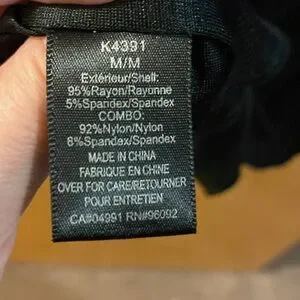 K4391
M/M
Extérieur/Shell:
95%Rayon/Rayonne
5%Spandex/Spandex
COMBO:
92%Nylon/Nylon
8%Spandex/Spandex
MADE IN CHINA
FABRIQUE EN CHINE
OVER FOR CARE/RETOURNER
POUR ENTRETIEN
CA#04991 RN#96092